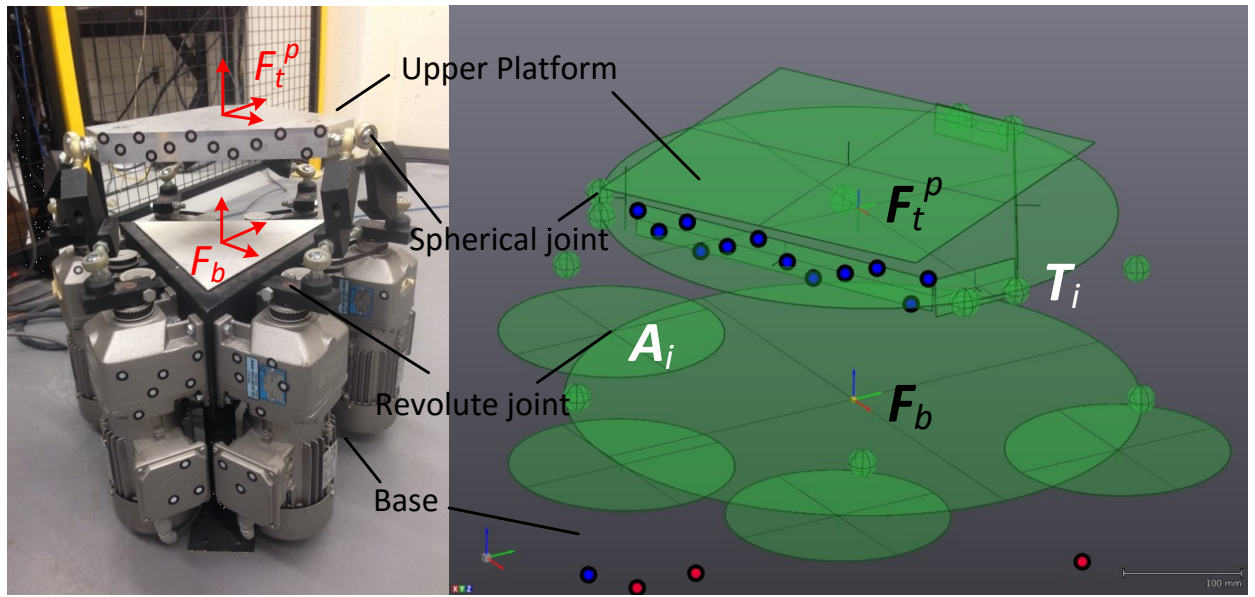 F_t^p
Upper Platform
F_t^p
Spherical joint
F_b
T_i
A_i
Revolute joint
F_b
Base
X Y Z
100 mm